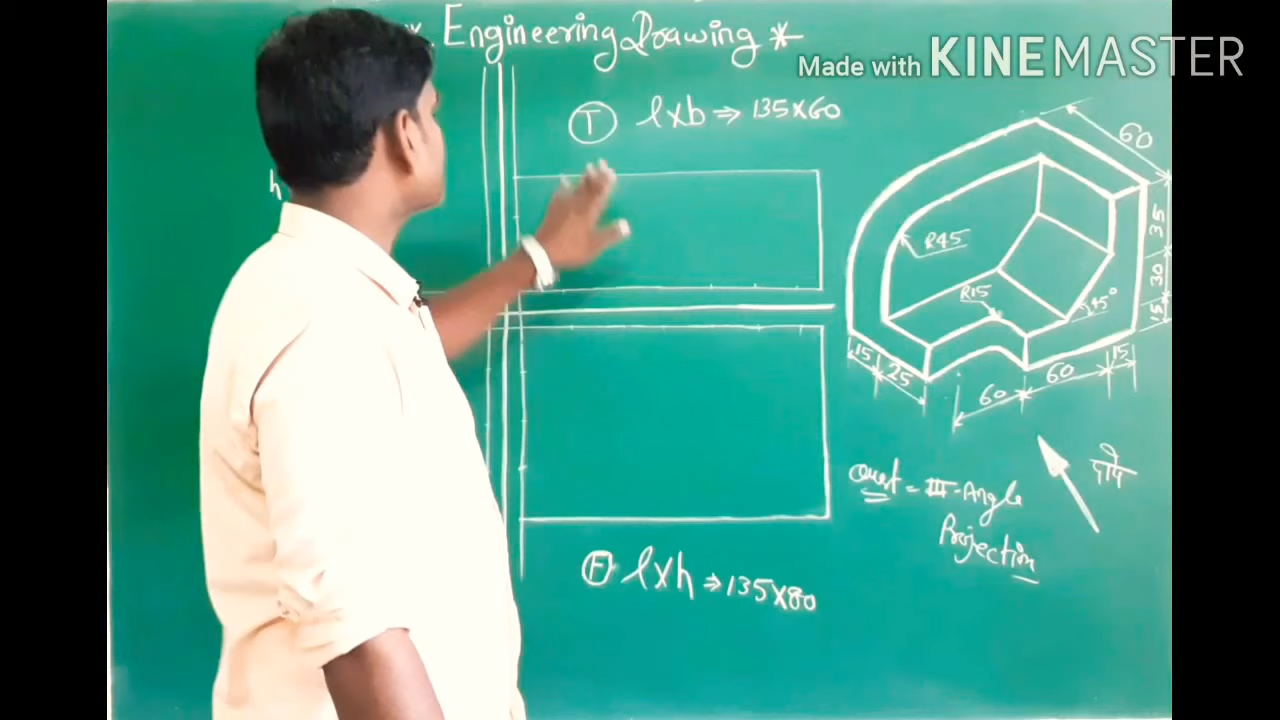 * Engineering Drawing *
Made with KINEMASTER
T l×b ⇒ 135×60
h
60
35
30
15
R45
R15
45°
15
25
60
60
15
Quest = III-Angle
Projection
F l×h ⇒ 135×80